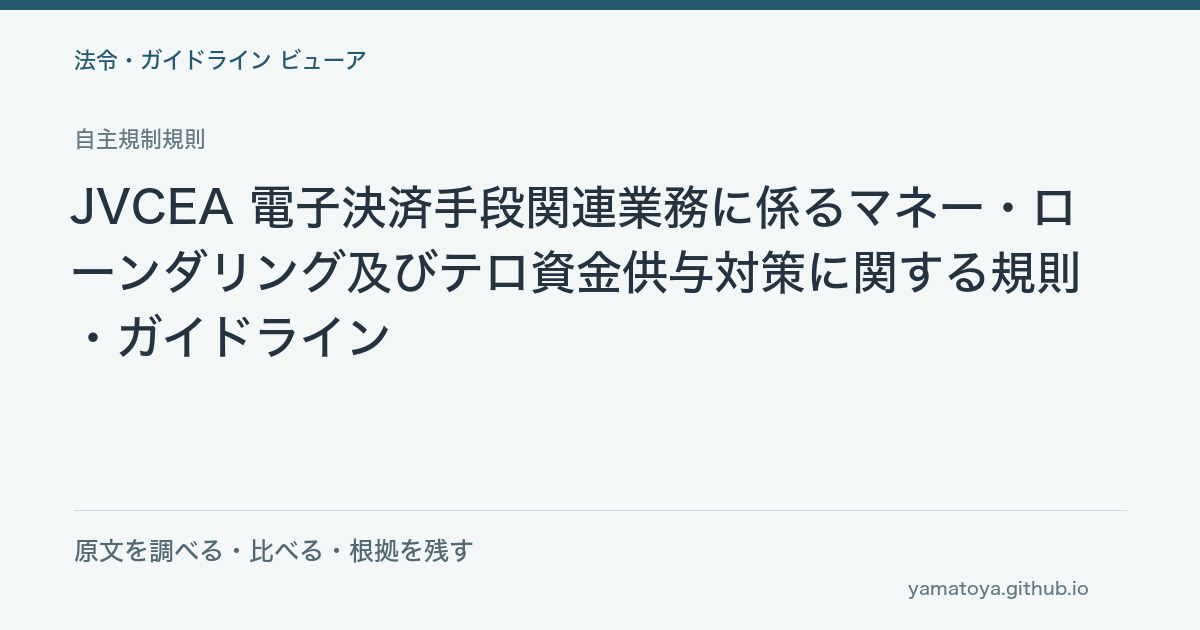 法令・ガイドライン ビューア
自主規制規則
JVCEA 電子決済手段関連業務に係るマネー・ロ
ーンダリング及びテロ資金供与対策に関する規則
・ガイドライン
原文を調べる・比べる・根拠を残す
yamatoya.github.io